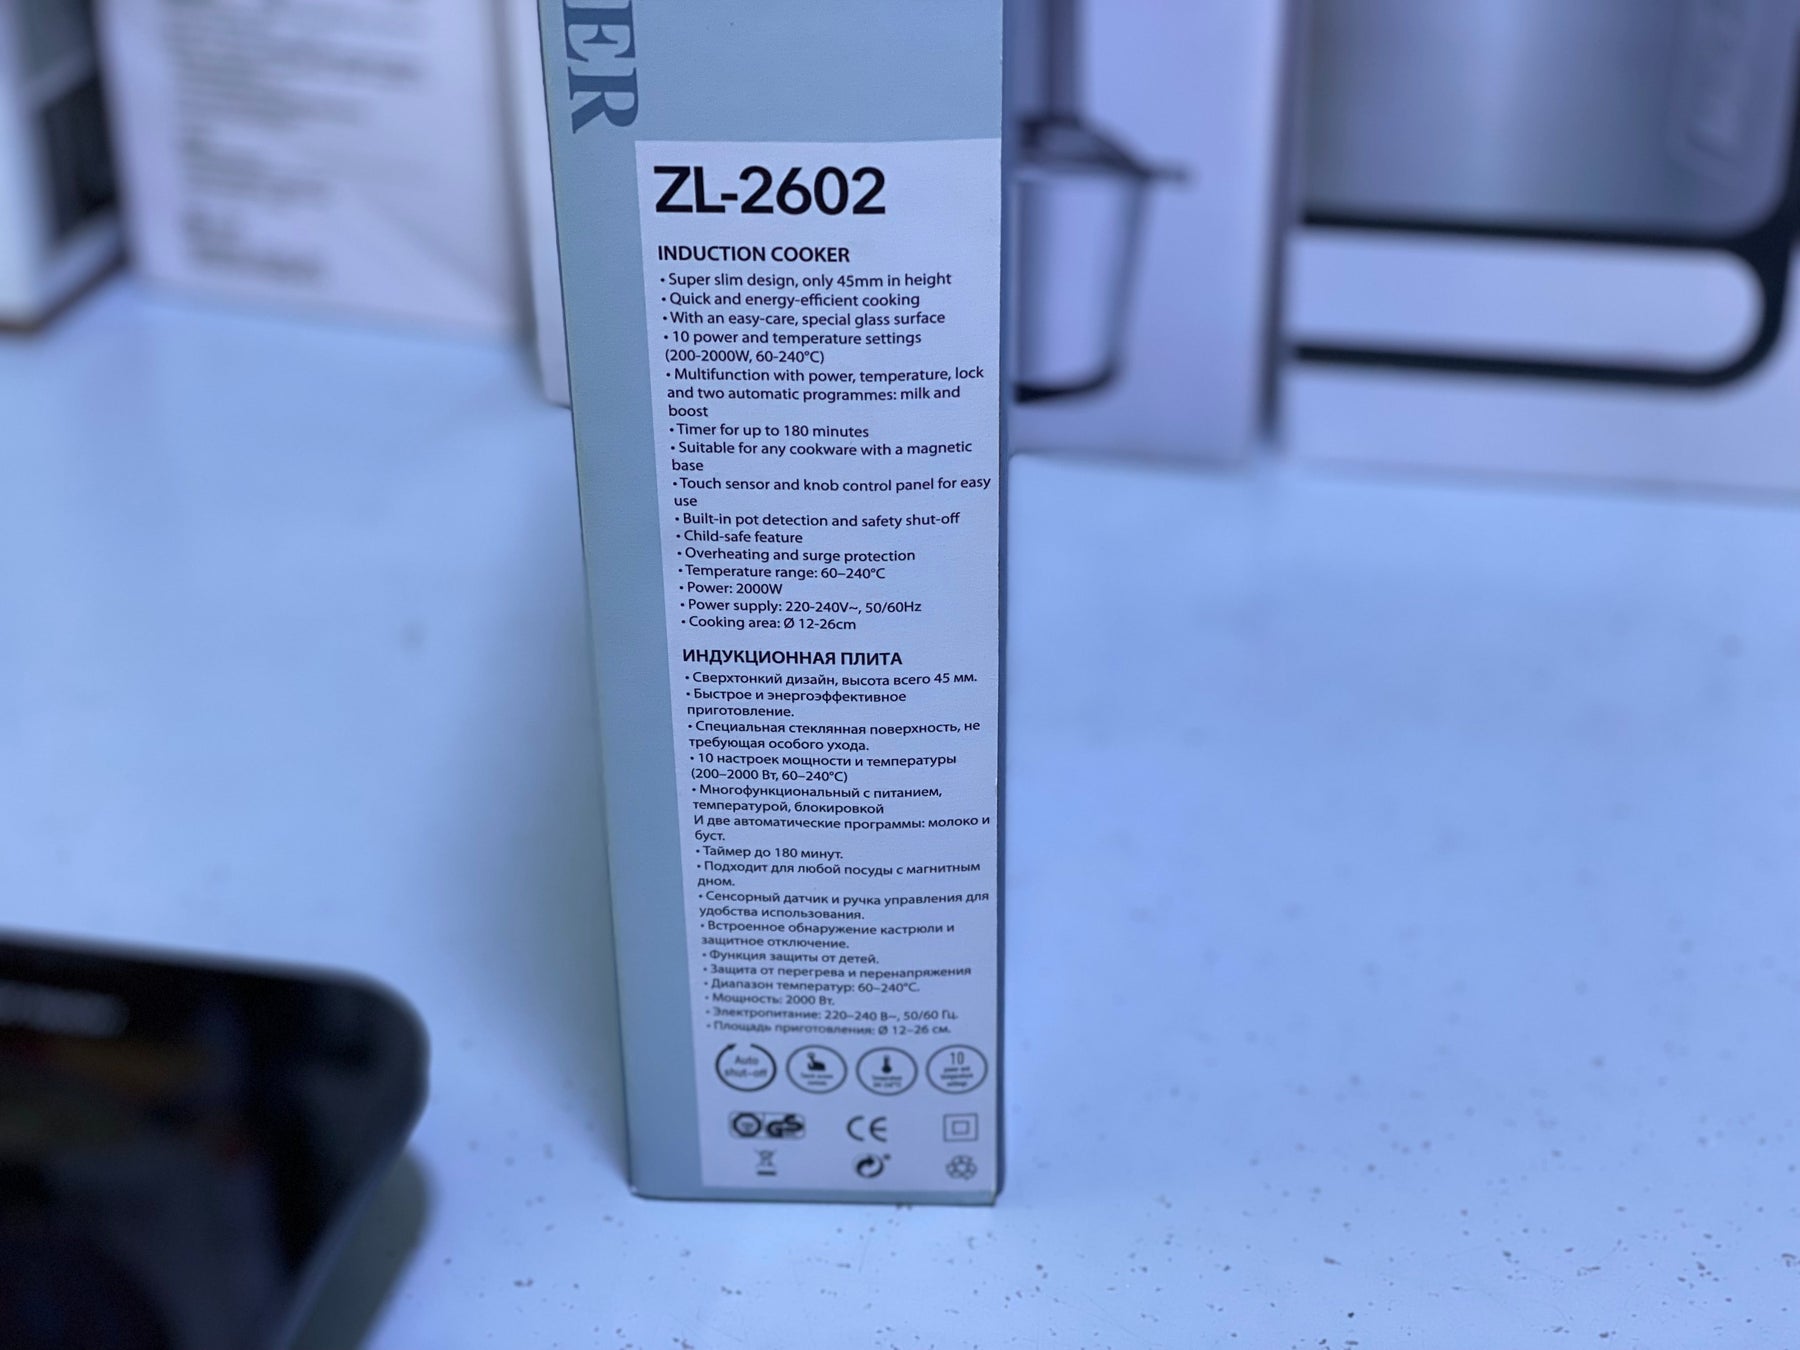 ER
ZL-2602
INDUCTION COOKER
• Super slim design, only 45mm in height
• Quick and energy-efficient cooking
• With an easy-care, special glass surface
• 10 power and temperature settings
(200-2000W, 60-240°C)
• Multifunction with power, temperature, lock
and two automatic programmes: milk and
boost
• Timer for up to 180 minutes
• Suitable for any cookware with a magnetic
base
• Touch sensor and knob control panel for easy
use
• Built-in pot detection and safety shut-off
• Child-safe feature
• Overheating and surge protection
• Temperature range: 60–240°C
• Power: 2000W
• Power supply: 220-240V~, 50/60Hz
• Cooking area: Ø 12-26cm
ИНДУКЦИОННАЯ ПЛИТА
• Сверхтонкий дизайн, высота всего 45 мм.
• Быстрое и энергоэффективное
приготовление.
• Специальная стеклянная поверхность, не
требующая особого ухода.
• 10 настроек мощности и температуры
(200–2000 Вт, 60–240°C)
• Многофункциональный с питанием,
температурой, блокировкой
И две автоматические программы: молоко и
буст.
• Таймер до 180 минут.
• Подходит для любой посуды с магнитным
дном.
• Сенсорный датчик и ручка управления для
удобства использования.
• Встроенное обнаружение кастрюли и
защитное отключение.
• Функция защиты от детей.
• Защита от перегрева и перенапряжения
• Диапазон температур: 60–240°C.
• Мощность: 2000 Вт.
• Электропитание: 220–240 В~, 50/60 Гц.
• Площадь приготовления: Ø 12–26 см.
Auto
shut-off
10
GS
CE